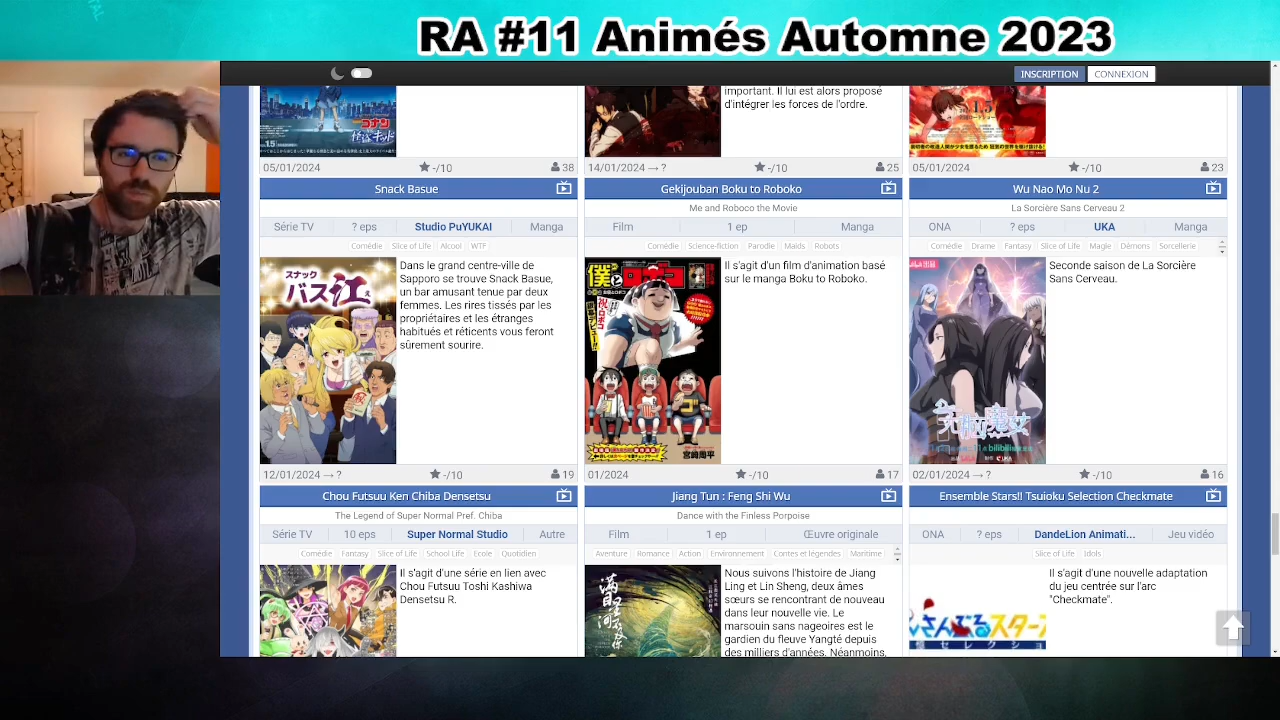 RA #11 Animés Automne 2023
INSCRIPTION
CONNEXION
important. Il lui est alors proposé
d'intégrer les forces de l'ordre.
05/01/2024
-/10
38
14/01/2024 → ?
-/10
25
05/01/2024
-/10
23
Snack Basue
Série TV
? eps
Studio PuYUKAI
Manga
Comédie
Slice of Life
Alcool
WTF
スナック
バス江
Dans le grand centre-ville de
Sapporo se trouve Snack Basue,
un bar amusant tenue par deux
femmes. Les rires tissés par les
propriétaires et les étranges
habitués et réticents vous feront
sûrement sourire.
12/01/2024 → ?
-/10
19
Gekijouban Boku to Roboko
Me and Roboco the Movie
Film
1 ep
Manga
Comédie
Science-fiction
Parodie
Maids
Robots
Il s'agit d'un film d'animation basé
sur le manga Boku to Roboko.
宮崎周平
01/2024
-/10
17
Wu Nao Mo Nu 2
La Sorcière Sans Cerveau 2
ONA
? eps
UKA
Manga
Comédie
Drame
Fantasy
Slice of Life
Magie
Démons
Sorcellerie
Seconde saison de La Sorcière
Sans Cerveau.
02/01/2024 → ?
-/10
16
Chou Futsuu Ken Chiba Densetsu
The Legend of Super Normal Pref. Chiba
Série TV
10 eps
Super Normal Studio
Autre
Comédie
Fantasy
Slice of Life
School Life
Ecole
Quotidien
Il s'agit d'une série en lien avec
Chou Futsuu Toshi Kashiwa
Densetsu R.
Jiang Tun : Feng Shi Wu
Dance with the Finless Porpoise
Film
1 ep
Œuvre originale
Aventure
Romance
Action
Environnement
Contes et légendes
Maritime
Nous suivons l'histoire de Jiang
Ling et Lin Sheng, deux âmes
sœurs se rencontrant de nouveau
dans leur nouvelle vie. Le
marsouin sans nageoires est le
gardien du fleuve Yangté depuis
des milliers d'années. Néanmoins,
Ensemble Stars!! Tsuioku Selection Checkmate
ONA
? eps
DandeLion Animati...
Jeu vidéo
Slice of Life
Idols
Il s'agit d'une nouvelle adaptation
du jeu centrée sur l'arc
"Checkmate".